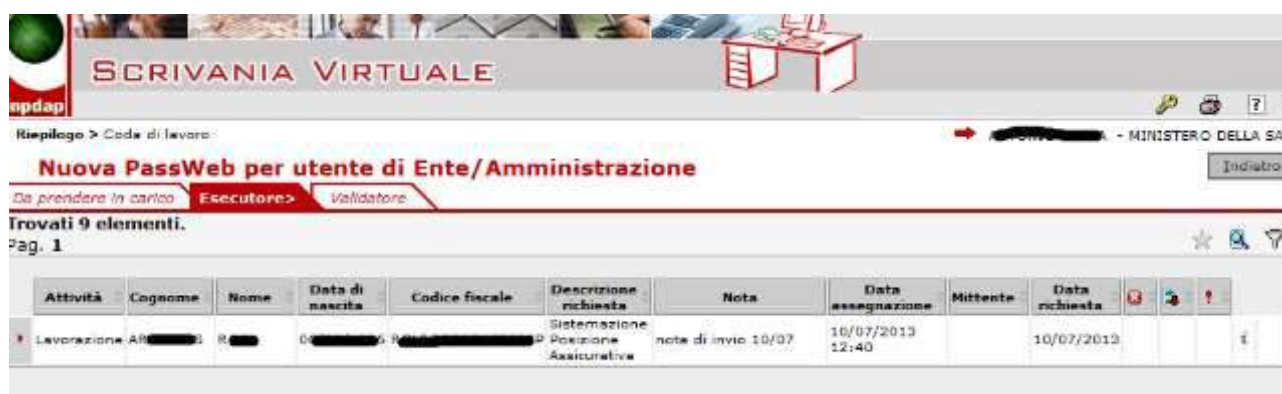 SCRIVANIA VIRTUALE
npdap
?
Riepilogo > Coda di lavoro
- MINISTERO DELLA SA
Nuova PassWeb per utente di Ente/Amministrazione
Indietro
Da prendere in carico Esecutore> Validatore
Trovati 9 elementi.
Pag. 1
Attività Cognome Nome Data di nascita Codice fiscale Descrizione richiesta Nota Data assegnazione Mittente Data richiesta !
Lavorazione Sistemazione Posizione Assicurativa note di invio 10/07 10/07/2013 12:40 10/07/2013